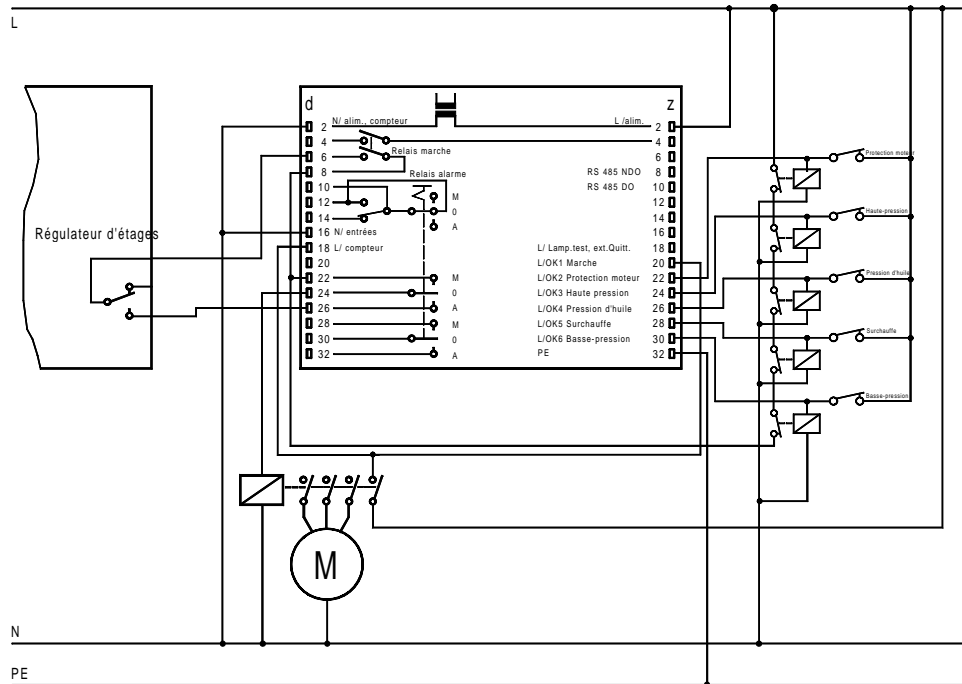 L
d
z
2 N/ alim., compteur L /alim. 2
4 4
6 Relais marche 6
8 Relais alarme RS 485 NDO 8
10 RS 485 DO 10
12 M 12
14 0 14
A
16 N/ entrées 16
18 L/ compteur L/ Lamp.test, ext.Quitt. 18
20 L/OK1 Marche 20
22 M L/OK2 Protection moteur 22
24 0 L/OK3 Haute pression 24
26 A L/OK4 Pression d'huile 26
28 M L/OK5 Surchauffe 28
30 0 L/OK6 Basse-pression 30
32 A PE 32
Régulateur d'étages
Protection moteur
Haute-pression
Pression d'huile
Surchauffe
Basse-pression
M
N
PE